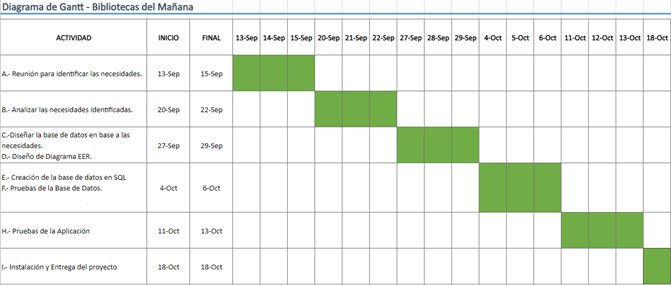 Diagrama de Gantt - Bibliotecas del Mañana
ACTIVIDAD INICIO FINAL 13-Sep 14-Sep 15-Sep 20-Sep 21-Sep 22-Sep 27-Sep 28-Sep 29-Sep 4-Oct 5-Oct 6-Oct 11-Oct 12-Oct 13-Oct 18-Oct
A.- Reunión para identificar las necesidades. 13-Sep 15-Sep
B.- Analizar las necesidades identificadas. 20-Sep 22-Sep
C.-Diseñar la base de datos en base a las
necesidades. 27-Sep 29-Sep
D.- Diseño de Diagrama EER.
E.- Creación de la base de datos en SQL
F.- Pruebas de la Base de Datos. 4-Oct 6-Oct
H.- Pruebas de la Aplicación 11-Oct 13-Oct
I.- Instalación y Entrega del proyecto 18-Oct 18-Oct